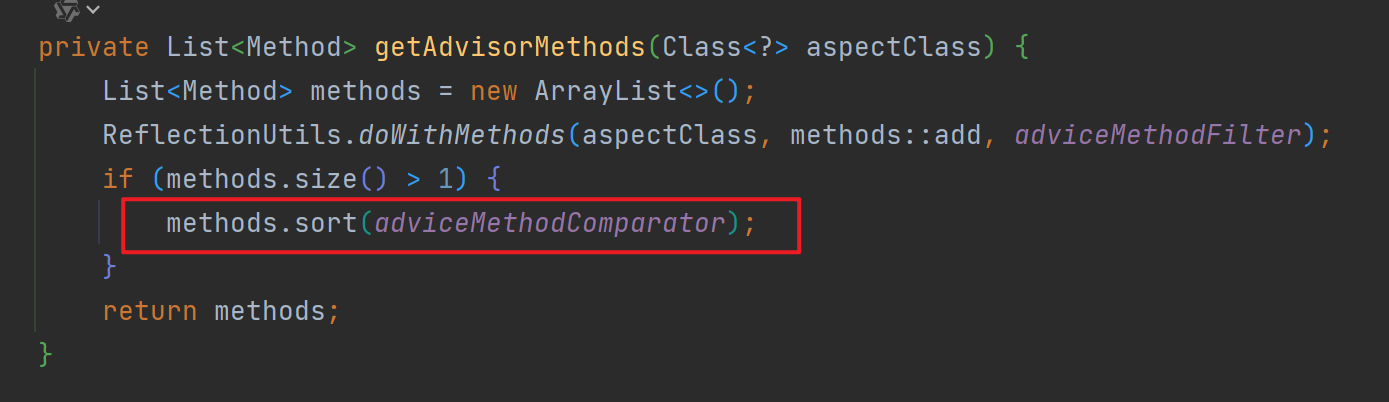 private List<Method> getAdvisorMethods(Class<?> aspectClass) {
List<Method> methods = new ArrayList<>();
ReflectionUtils.doWithMethods(aspectClass, methods::add, adviceMethodFilter);
if (methods.size() > 1) {
methods.sort(adviceMethodComparator);
}
return methods;
}